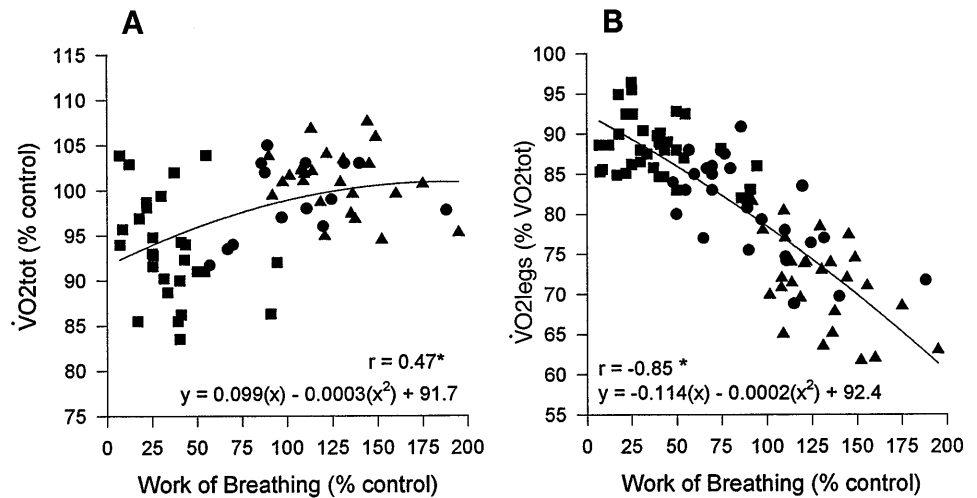 A
V̇O2tot (% control)
115
110
105
100
95
90
85
80
75
r = 0.47*
y = 0.099(x) - 0.0003(x²) + 91.7
0 25 50 75 100 125 150 175 200
Work of Breathing (% control)
B
V̇O2legs (% VO2tot)
100
95
90
85
80
75
70
65
60
55
r = -0.85 *
y = -0.114(x) - 0.0002(x²) + 92.4
0 25 50 75 100 125 150 175 200
Work of Breathing (% control)